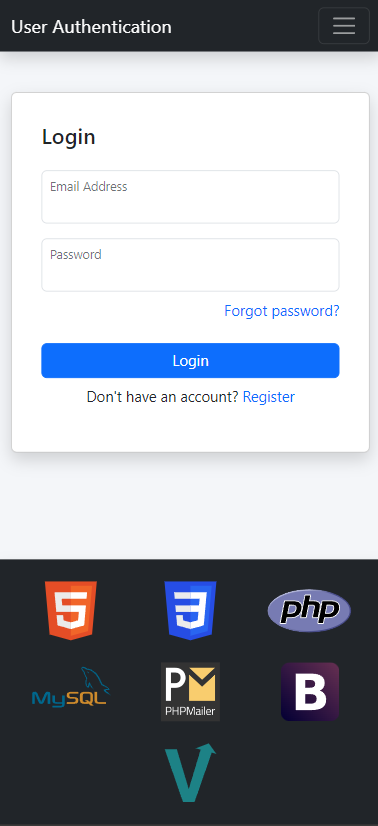 User Authentication
Login
Email Address
Password
Forgot password?
Login
Don't have an account? Register
5
3
php
MySQL
PM
PHPMailer
B
V